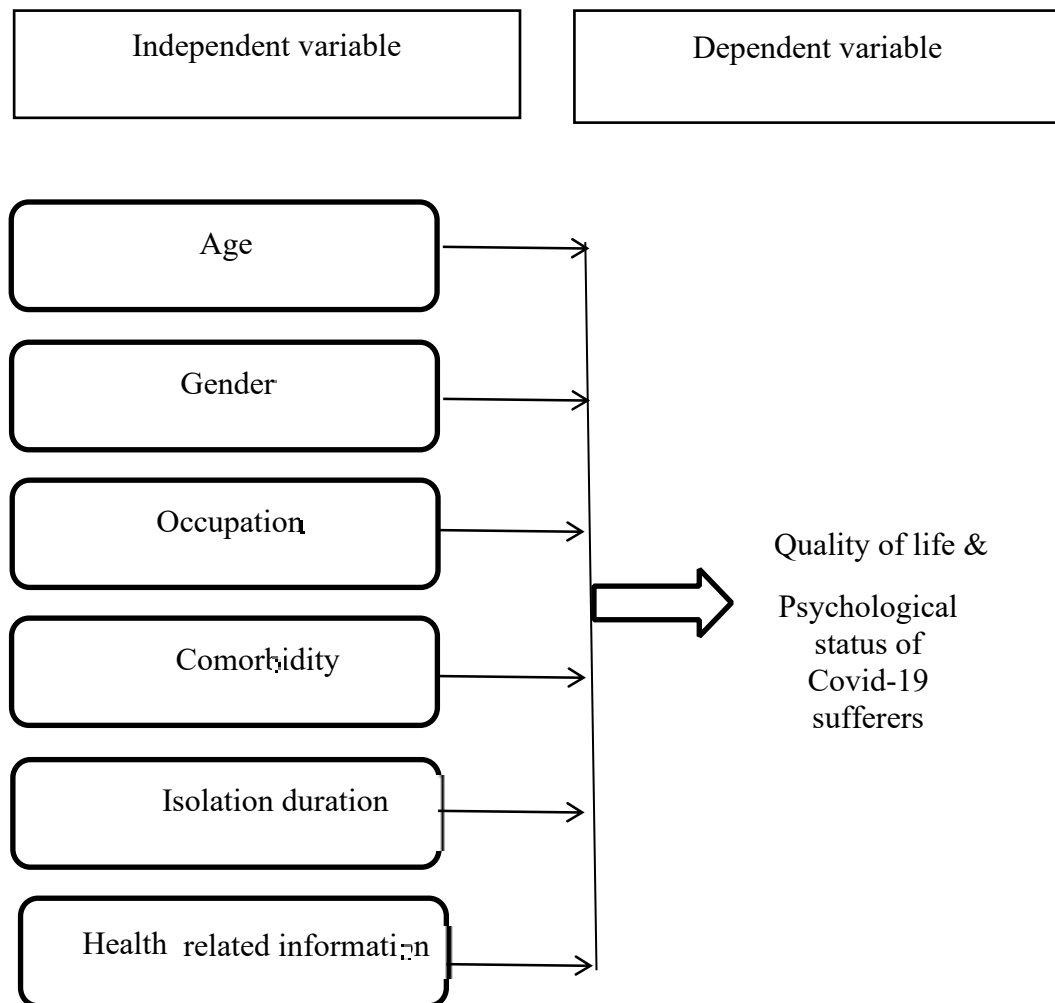 Independent variable
Dependent variable
Age
Gender
Occupation
Comorbidity
Isolation duration
Health related information
Quality of life &
Psychological
status of
Covid-19
sufferers